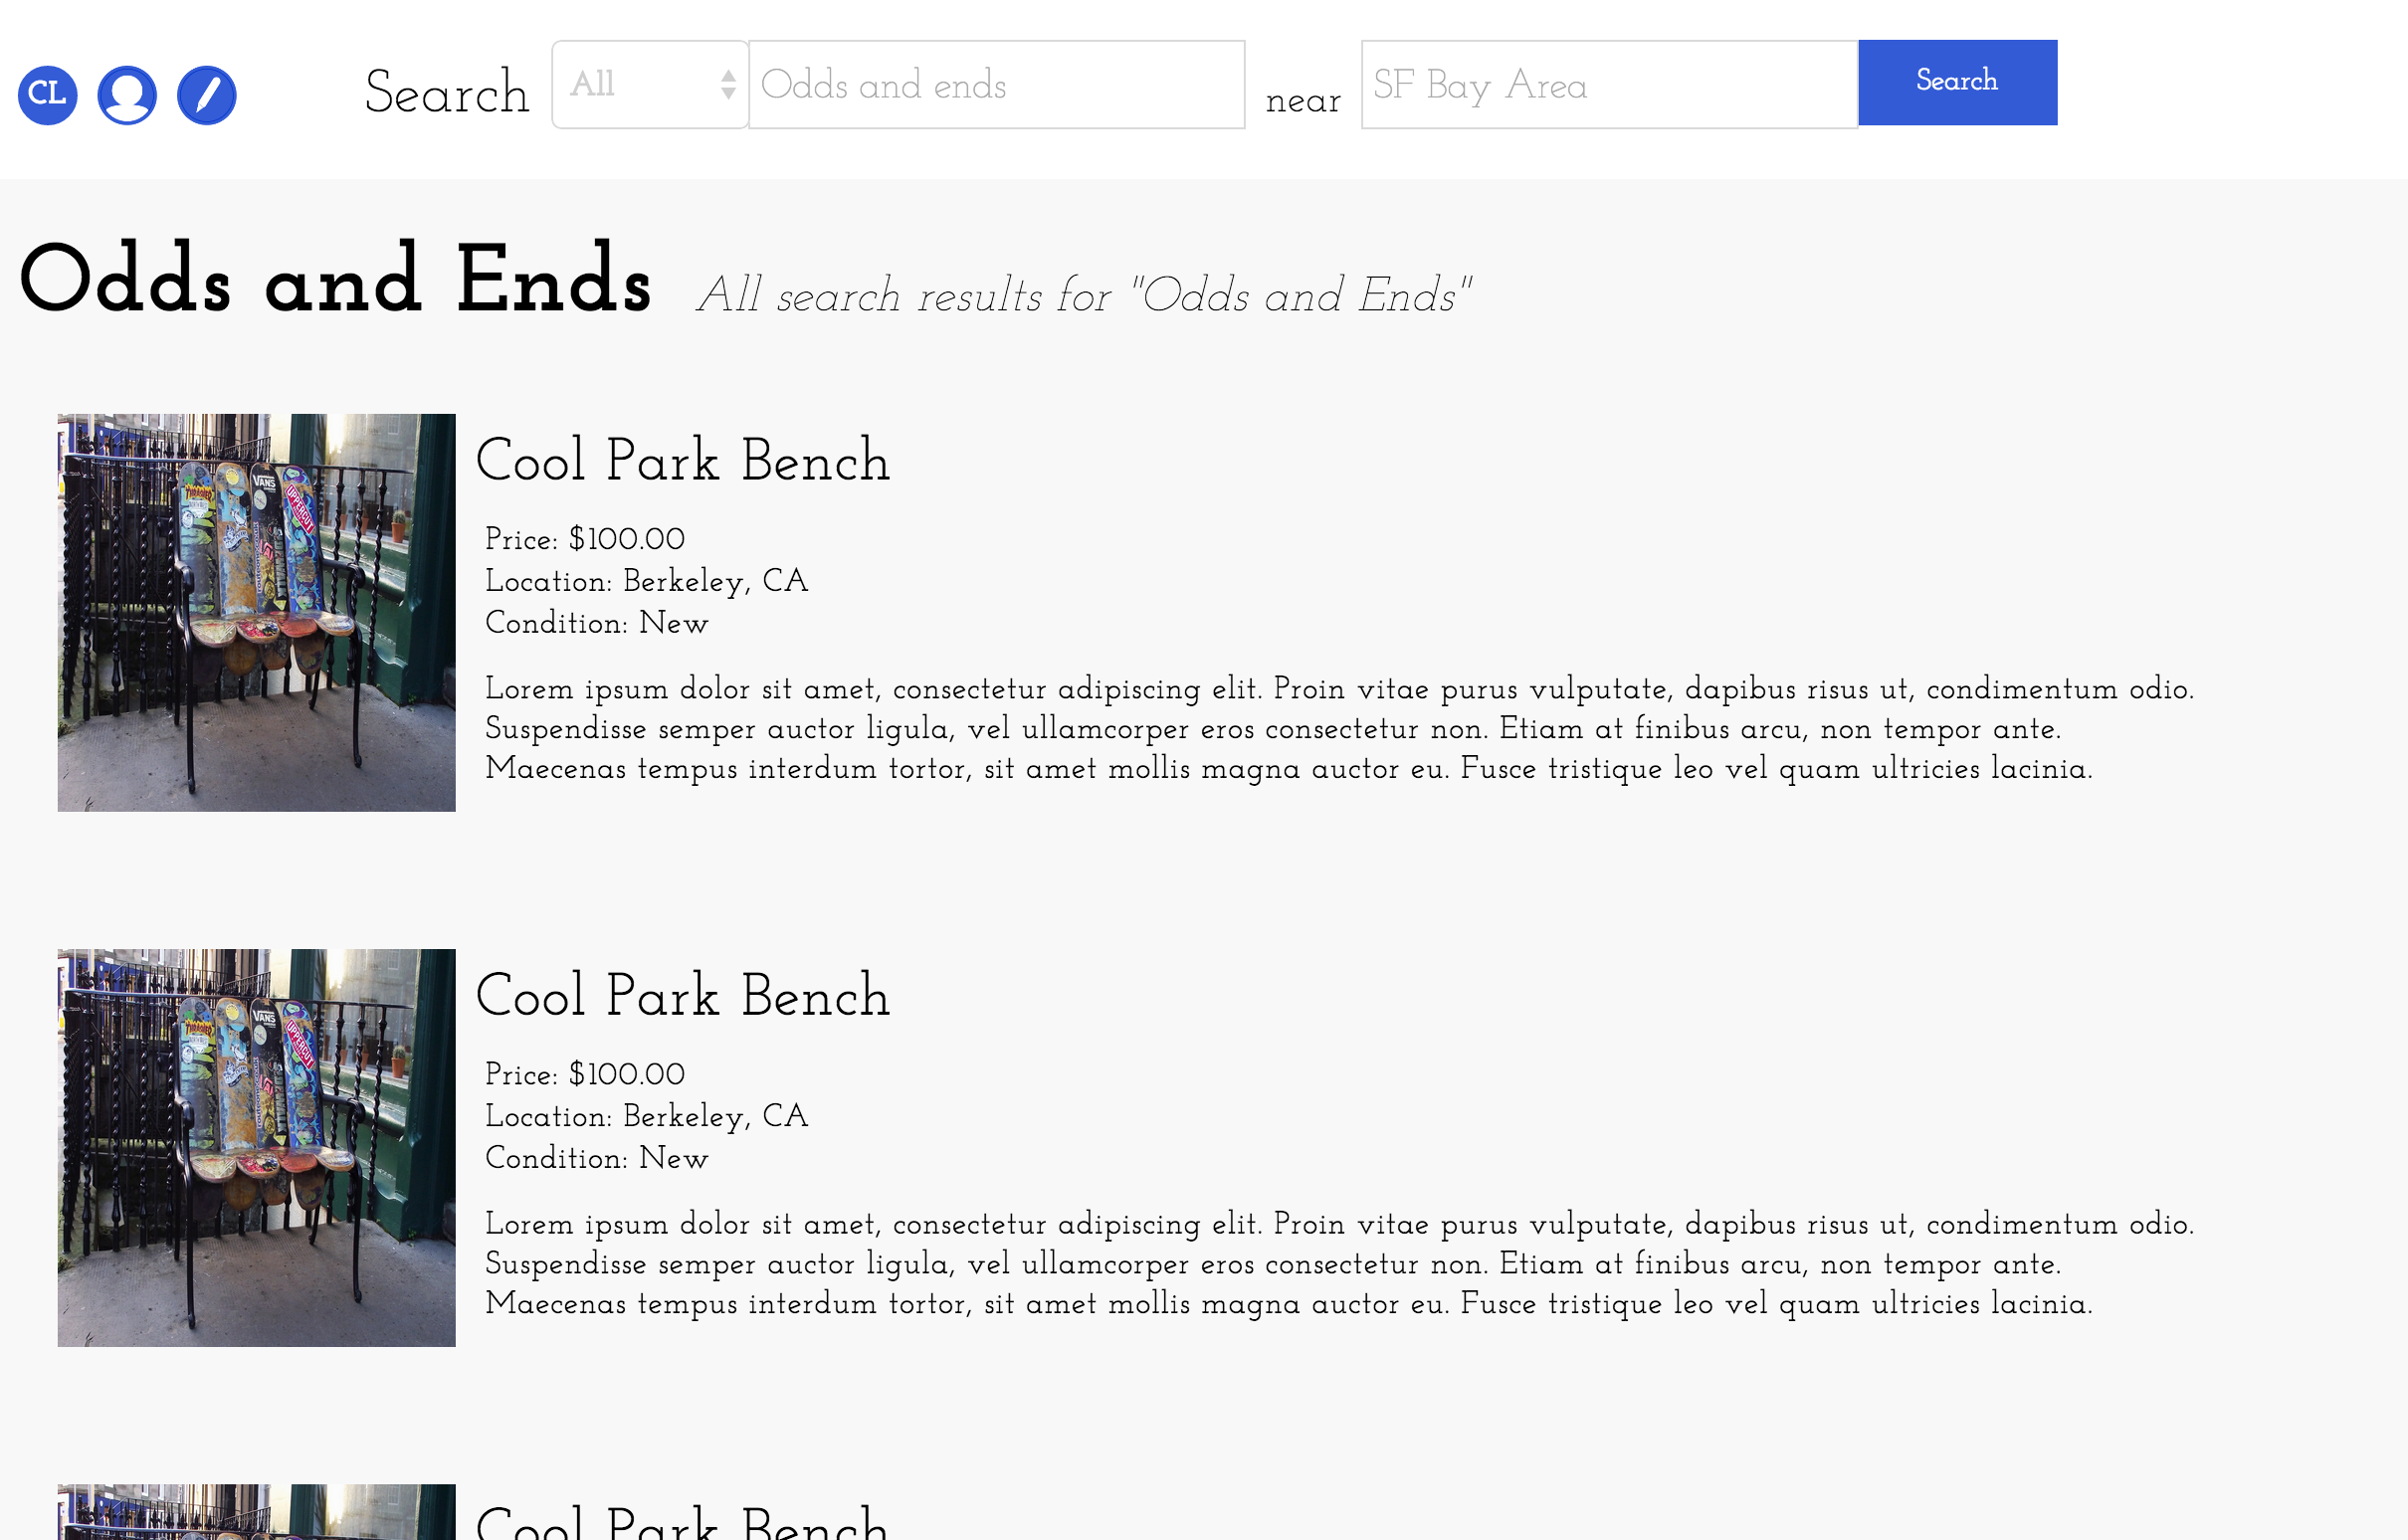 CL
Search All Odds and ends near SF Bay Area Search
Odds and Ends All search results for "Odds and Ends"
Cool Park Bench
THRASHER
VANS
UPPERCUT
Price: $100.00
Location: Berkeley, CA
Condition: New
Lorem ipsum dolor sit amet, consectetur adipiscing elit. Proin vitae purus vulputate, dapibus risus ut, condimentum odio.
Suspendisse semper auctor ligula, vel ullamcorper eros consectetur non. Etiam at finibus arcu, non tempor ante.
Maecenas tempus interdum tortor, sit amet mollis magna auctor eu. Fusce tristique leo vel quam ultricies lacinia.
Cool Park Bench
THRASHER
VANS
UPPERCUT
Price: $100.00
Location: Berkeley, CA
Condition: New
Lorem ipsum dolor sit amet, consectetur adipiscing elit. Proin vitae purus vulputate, dapibus risus ut, condimentum odio.
Suspendisse semper auctor ligula, vel ullamcorper eros consectetur non. Etiam at finibus arcu, non tempor ante.
Maecenas tempus interdum tortor, sit amet mollis magna auctor eu. Fusce tristique leo vel quam ultricies lacinia.
Cool Park Bench